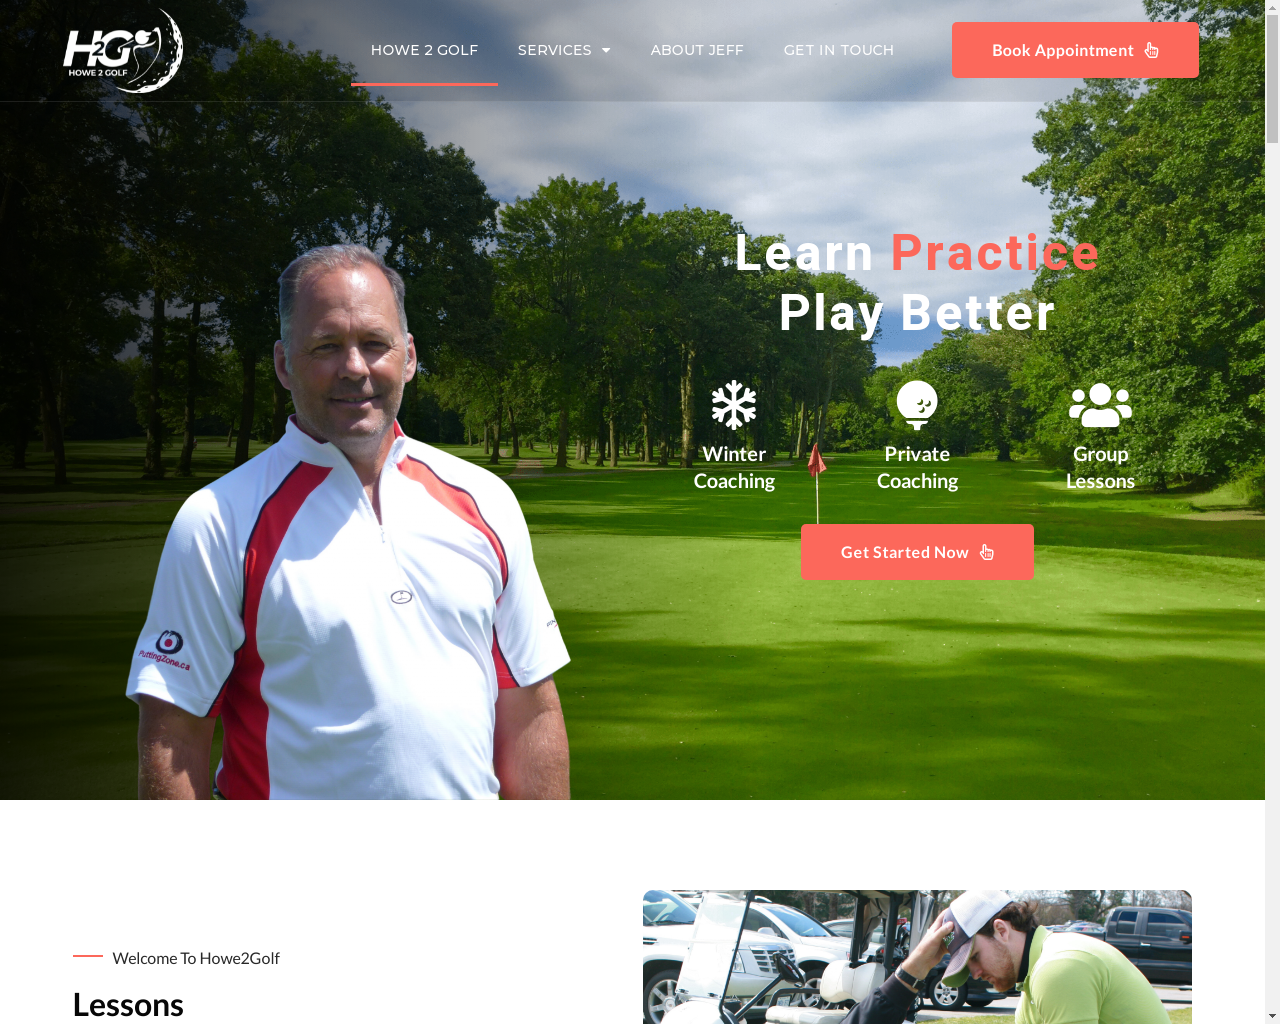 H2G
HOWE 2 GOLF
HOWE 2 GOLF
SERVICES
ABOUT JEFF
GET IN TOUCH
Book Appointment
Learn Practice
Play Better
Winter
Coaching
Private
Coaching
Group
Lessons
Get Started Now
PuttingZone.ca
Welcome To Howe2Golf
Lessons